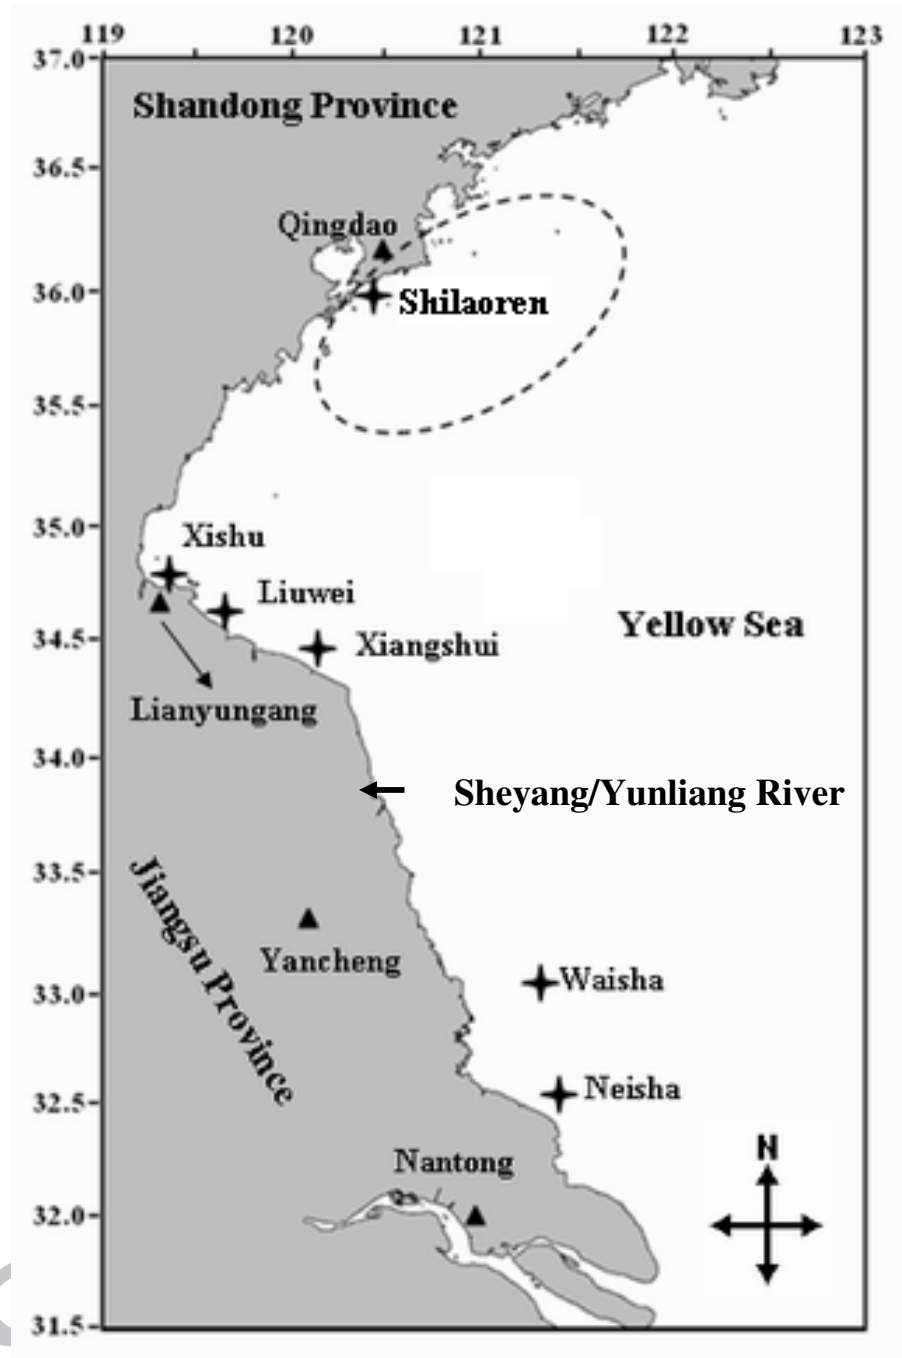 119 120 121 122 123
37.0
Shandong Province
36.5
Qingdao
36.0
Shilaoren
35.5
35.0
Xishu
Liuwei
Yellow Sea
34.5
Xiangshui
Lianyungang
34.0
Sheyang/Yunliang River
33.5
Jiangsu Province
Yancheng
33.0
Waisha
Neisha
32.5
N
Nantong
32.0
31.5